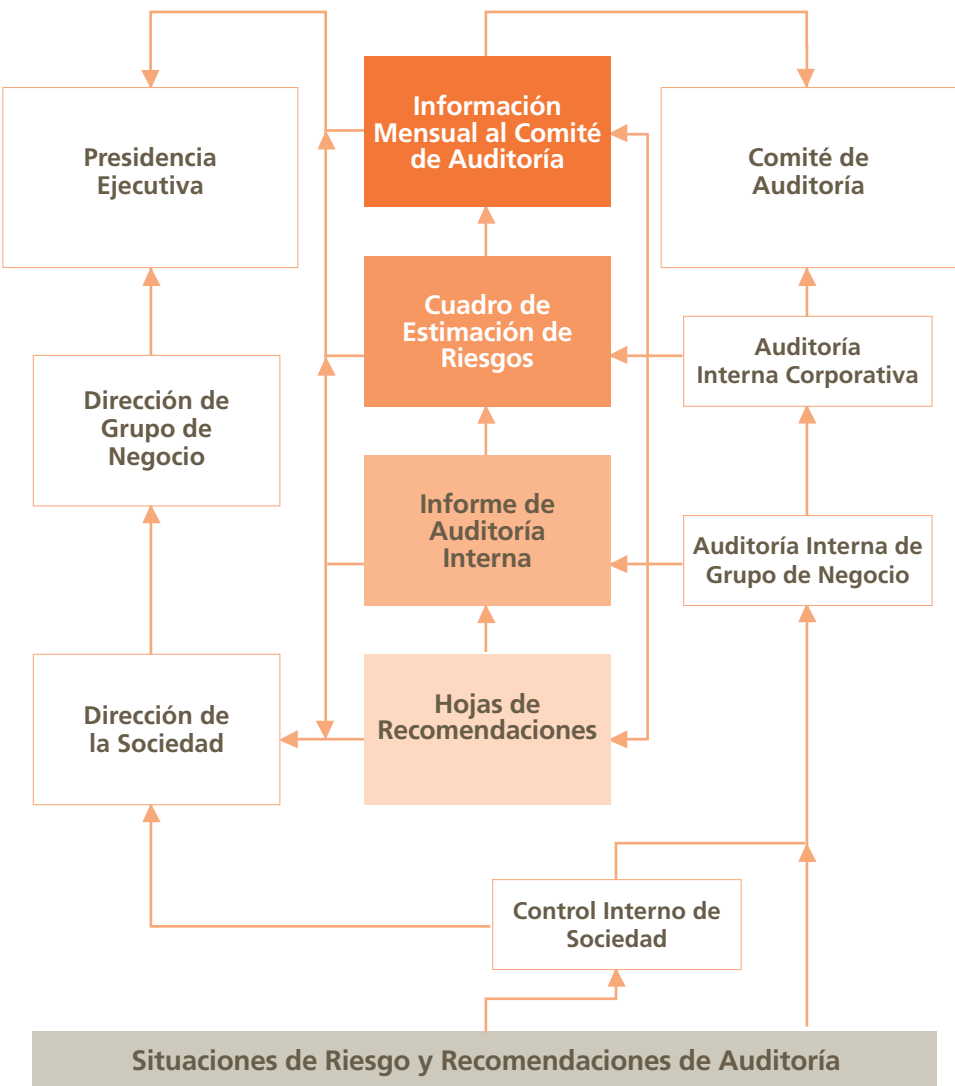 Información
Mensual al Comité
de Auditoría
Presidencia
Ejecutiva
Comité de
Auditoría
Cuadro de
Estimación de
Riesgos
Auditoría
Interna Corporativa
Dirección de
Grupo de
Negocio
Informe de
Auditoría
Interna
Auditoría Interna de
Grupo de Negocio
Dirección de
la Sociedad
Hojas de
Recomendaciones
Control Interno de
Sociedad
Situaciones de Riesgo y Recomendaciones de Auditoría